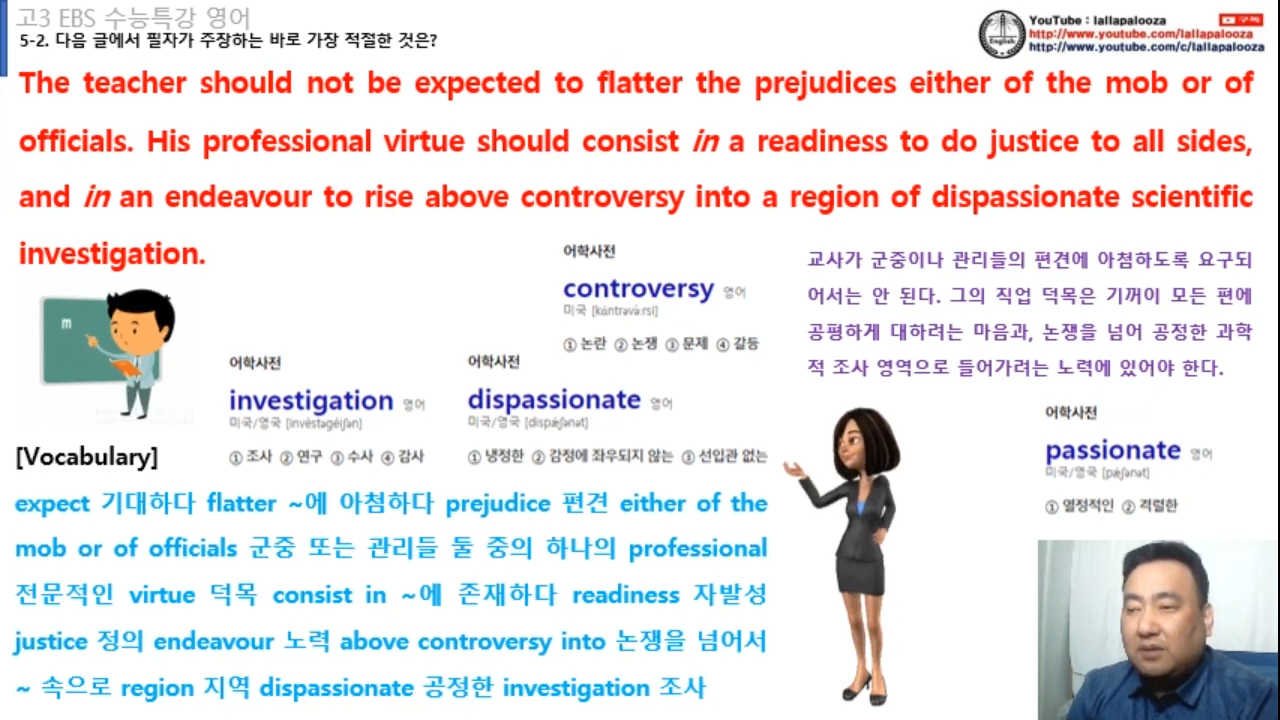 고3 EBS 수능특강 영어
5-2. 다음 글에서 필자가 주장하는 바로 가장 적절한 것은?
YouTube : lallapalooza
구독
http://www.youtube.com/lallapalooza
http://www.youtube.com/c/lallapalooza
English
The teacher should not be expected to flatter the prejudices either of the mob or of
officials. His professional virtue should consist in a readiness to do justice to all sides,
and in an endeavour to rise above controversy into a region of dispassionate scientific
investigation.
어학사전
controversy 영어
미국 [kάntrəvə̀ːrsi]
① 논란 ② 논쟁 ③ 문제 ④ 갈등
교사가 군중이나 관리들의 편견에 아첨하도록 요구되
어서는 안 된다. 그의 직업 덕목은 기꺼이 모든 편에
공평하게 대하려는 마음과, 논쟁을 넘어 공정한 과학
적 조사 영역으로 들어가려는 노력에 있어야 한다.
m
어학사전
investigation 영어
미국/영국 [invèstəɡéiʃən]
① 조사 ② 연구 ③ 수사 ④ 감사
어학사전
dispassionate 영어
미국/영국 [dispǽʃənət]
① 냉정한 ② 감정에 좌우되지 않는 ③ 선입관 없는
어학사전
passionate 영어
미국/영국 [pǽʃənət]
① 열정적인 ② 격렬한
[Vocabulary]
expect 기대하다 flatter ~에 아첨하다 prejudice 편견 either of the
mob or of officials 군중 또는 관리들 둘 중의 하나의 professional
전문적인 virtue 덕목 consist in ~에 존재하다 readiness 자발성
justice 정의 endeavour 노력 above controversy into 논쟁을 넘어서
~ 속으로 region 지역 dispassionate 공정한 investigation 조사